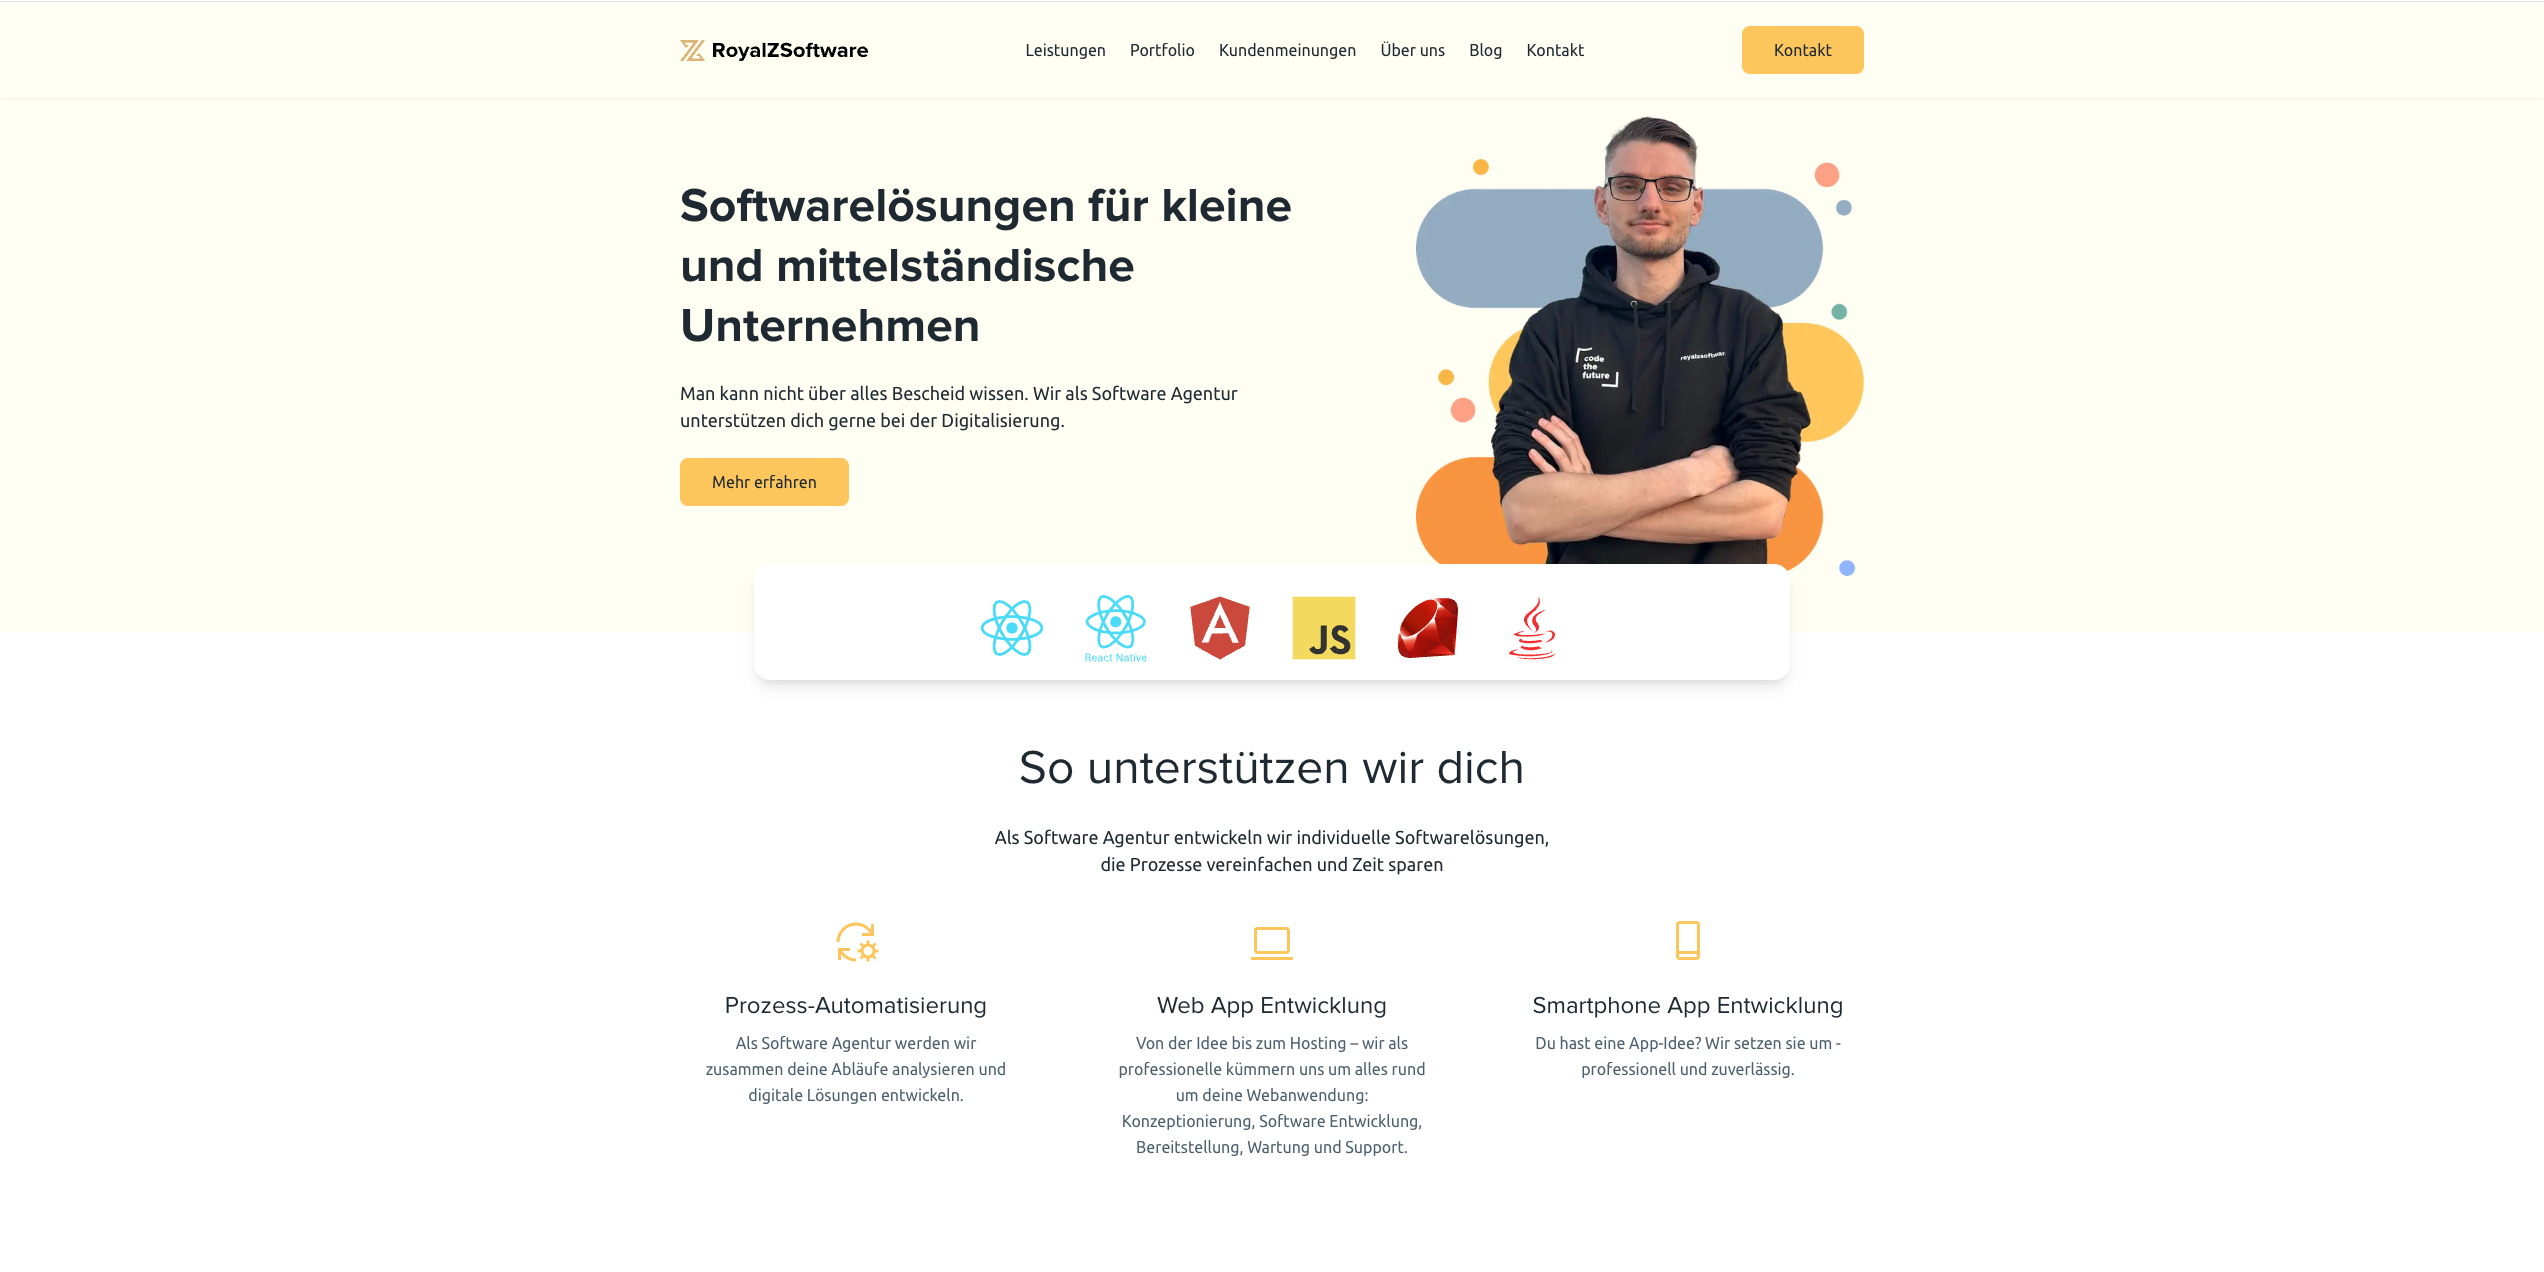 RoyalZSoftware
Leistungen Portfolio Kundenmeinungen Über uns Blog Kontakt
Kontakt
Softwarelösungen für kleine
und mittelständische
Unternehmen
Man kann nicht über alles Bescheid wissen. Wir als Software Agentur
unterstützen dich gerne bei der Digitalisierung.
Mehr erfahren
code
the
future
royalzsoftware
React Native
JS
So unterstützen wir dich
Als Software Agentur entwickeln wir individuelle Softwarelösungen,
die Prozesse vereinfachen und Zeit sparen
Prozess-Automatisierung
Als Software Agentur werden wir
zusammen deine Abläufe analysieren und
digitale Lösungen entwickeln.
Web App Entwicklung
Von der Idee bis zum Hosting – wir als
professionelle kümmern uns um alles rund
um deine Webanwendung:
Konzeptionierung, Software Entwicklung,
Bereitstellung, Wartung und Support.
Smartphone App Entwicklung
Du hast eine App-Idee? Wir setzen sie um -
professionell und zuverlässig.